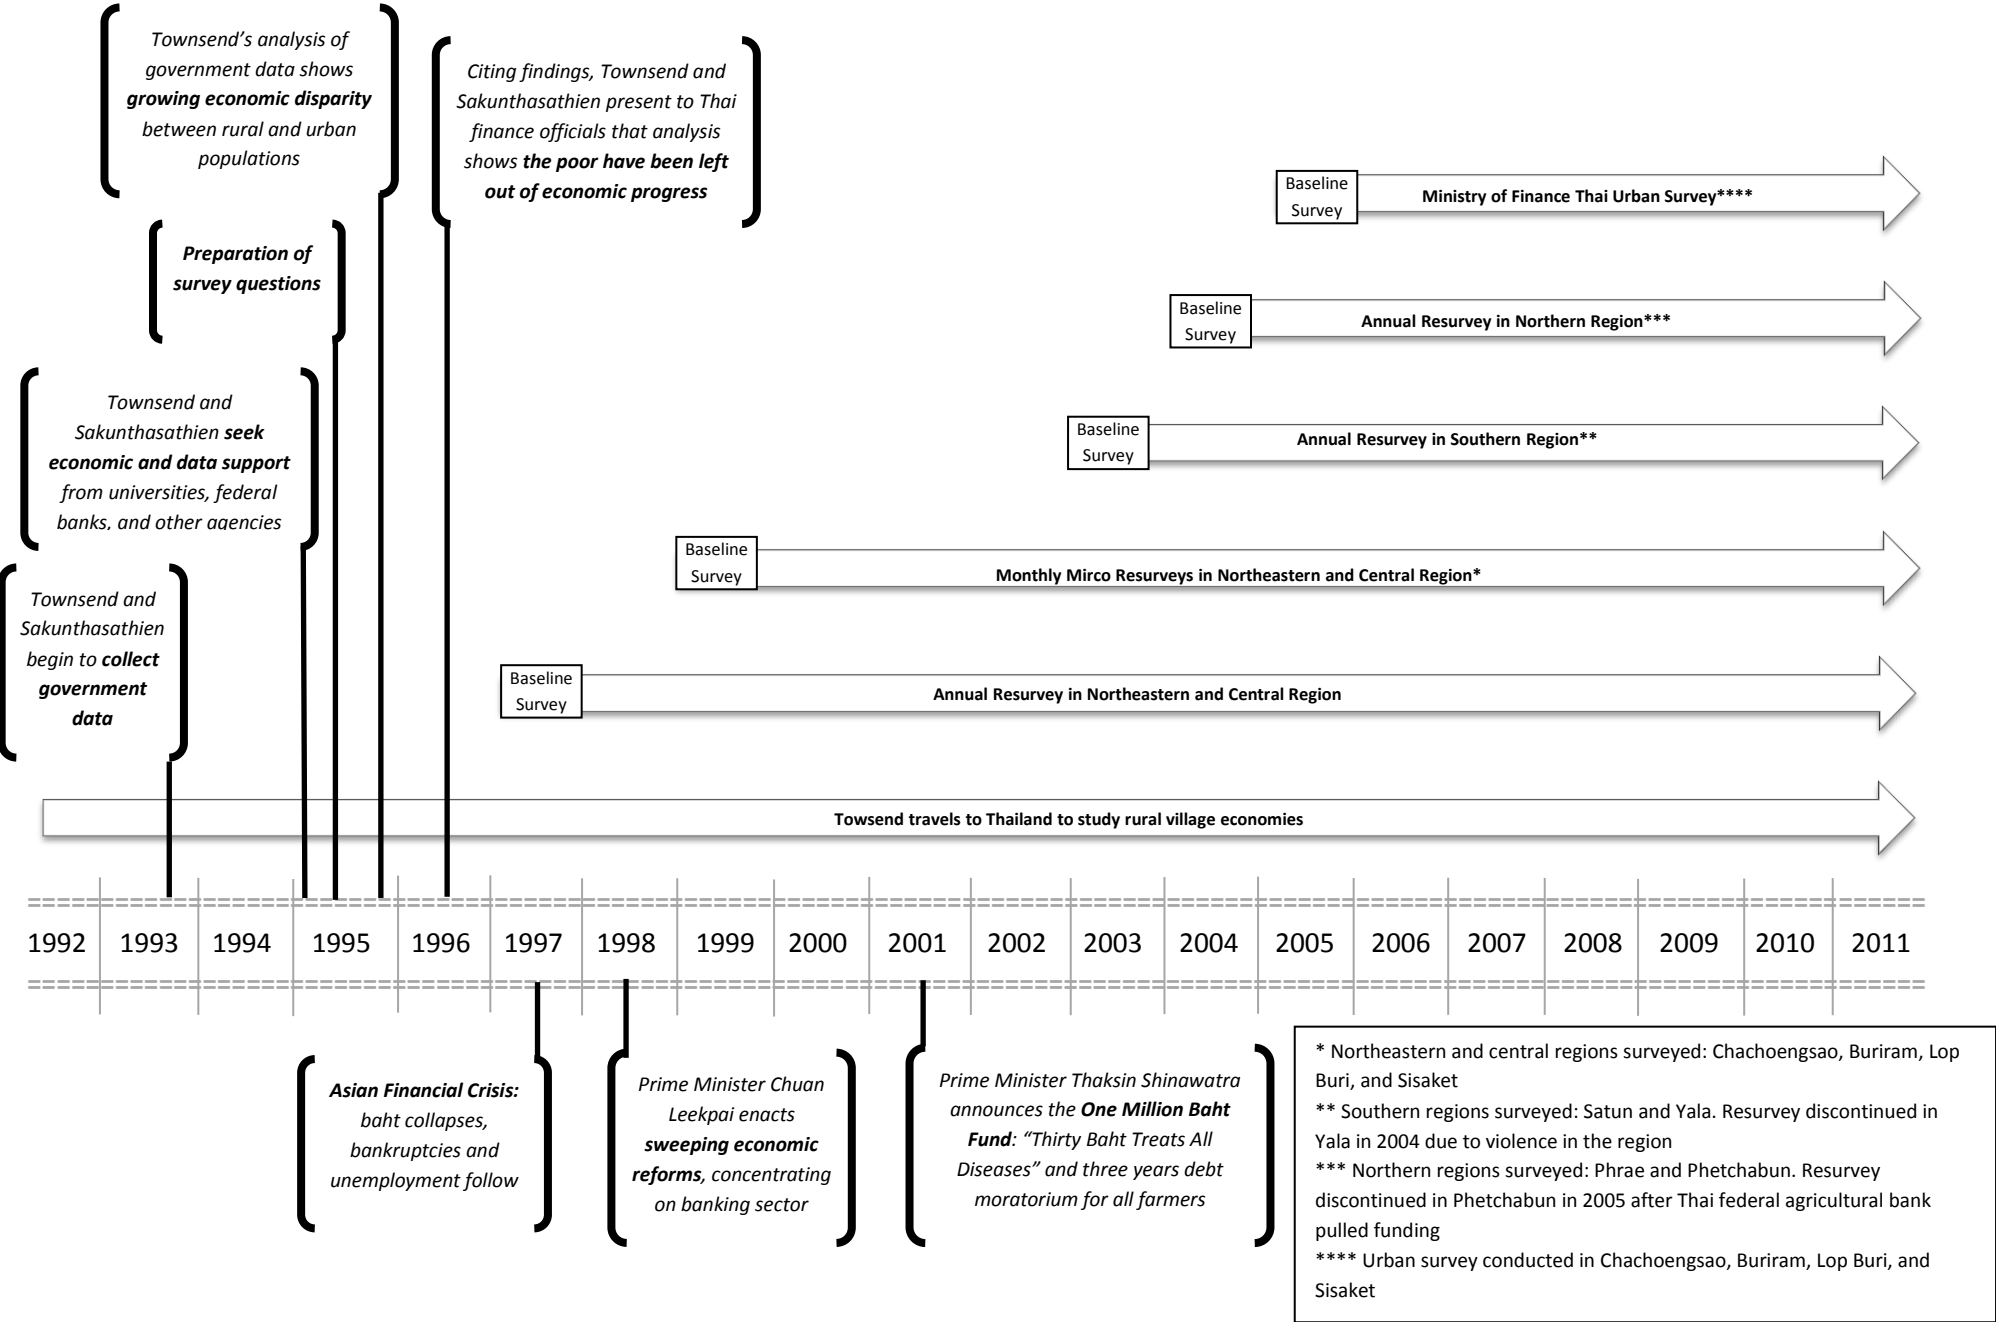 Townsend’s analysis of
government data shows
growing economic disparity
between rural and urban
populations
Citing findings, Townsend and
Sakunthasathien present to Thai
finance officials that analysis
shows the poor have been left
out of economic progress
Preparation of
survey questions
Townsend and
Sakunthasathien seek
economic and data support
from universities, federal
banks, and other agencies
Townsend and
Sakunthasathien
begin to collect
government
data
Baseline
Survey
Ministry of Finance Thai Urban Survey****
Baseline
Survey
Annual Resurvey in Northern Region***
Baseline
Survey
Annual Resurvey in Southern Region**
Baseline
Survey
Monthly Mirco Resurveys in Northeastern and Central Region*
Baseline
Survey
Annual Resurvey in Northeastern and Central Region
Towsend travels to Thailand to study rural village economies
1992 1993 1994 1995 1996 1997 1998 1999 2000 2001 2002 2003 2004 2005 2006 2007 2008 2009 2010 2011
Asian Financial Crisis:
baht collapses,
bankruptcies and
unemployment follow
Prime Minister Chuan
Leekpai enacts
sweeping economic
reforms, concentrating
on banking sector
Prime Minister Thaksin Shinawatra
announces the One Million Baht
Fund: “Thirty Baht Treats All
Diseases” and three years debt
moratorium for all farmers
* Northeastern and central regions surveyed: Chachoengsao, Buriram, Lop
Buri, and Sisaket
** Southern regions surveyed: Satun and Yala. Resurvey discontinued in
Yala in 2004 due to violence in the region
*** Northern regions surveyed: Phrae and Phetchabun. Resurvey
discontinued in Phetchabun in 2005 after Thai federal agricultural bank
pulled funding
**** Urban survey conducted in Chachoengsao, Buriram, Lop Buri, and
Sisaket